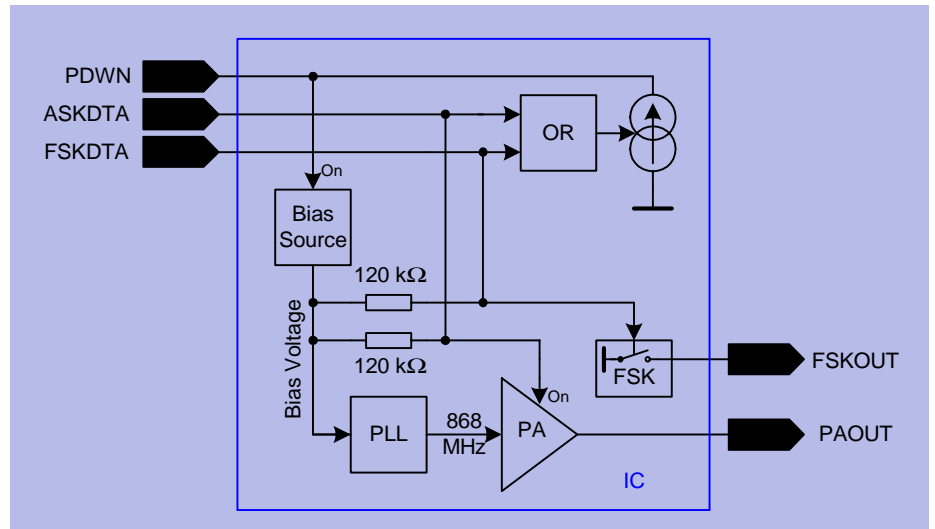 PDWN
ASKDTA
FSKDTA
OR
On
Bias
Source
120 kΩ
Bias Voltage
120 kΩ
FSK
FSKOUT
On
PLL
868
MHz
PA
PAOUT
IC